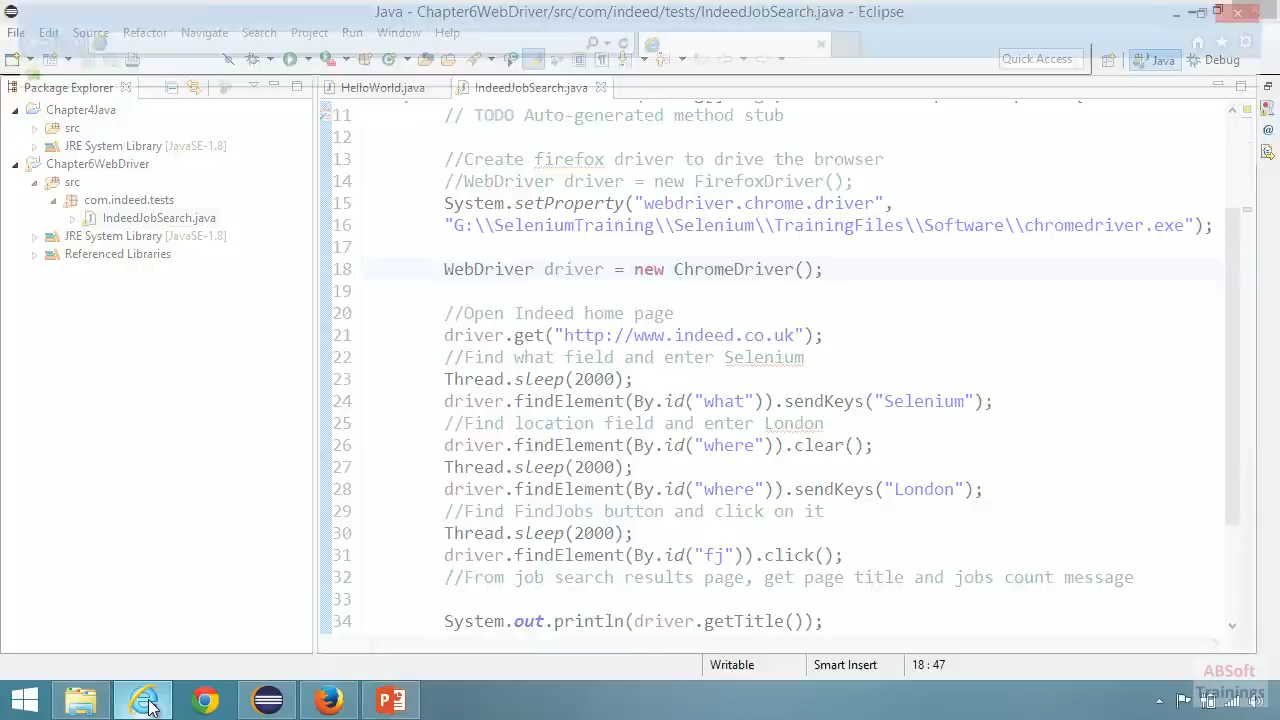 Java - Chapter6WebDriver/src/com/indeed/tests/IndeedJobSearch.java - Eclipse
File Edit Source Refactor Navigate Search Project Run Window Help
Quick Access Java Debug
Package Explorer
HelloWorld.java IndeedJobSearch.java
Chapter4Java
src
JRE System Library [JavaSE-1.8]
Chapter6WebDriver
src
com.indeed.tests
IndeedJobSearch.java
JRE System Library [JavaSE-1.8]
Referenced Libraries
11 // TODO Auto-generated method stub
12
13 //Create firefox driver to drive the browser
14 //WebDriver driver = new FirefoxDriver();
15 System.setProperty("webdriver.chrome.driver",
16 "G:\\SeleniumTraining\\Selenium\\TrainingFiles\\Software\\chromedriver.exe");
17
18 WebDriver driver = new ChromeDriver();
19
20 //Open Indeed home page
21 driver.get("http://www.indeed.co.uk");
22 //Find what field and enter Selenium
23 Thread.sleep(2000);
24 driver.findElement(By.id("what")).sendKeys("Selenium");
25 //Find location field and enter London
26 driver.findElement(By.id("where")).clear();
27 Thread.sleep(2000);
28 driver.findElement(By.id("where")).sendKeys("London");
29 //Find FindJobs button and click on it
30 Thread.sleep(2000);
31 driver.findElement(By.id("fj")).click();
32 //From job search results page, get page title and jobs count message
33
34 System.out.println(driver.getTitle());
Writable Smart Insert 18 : 47
ABSoft
Trainings